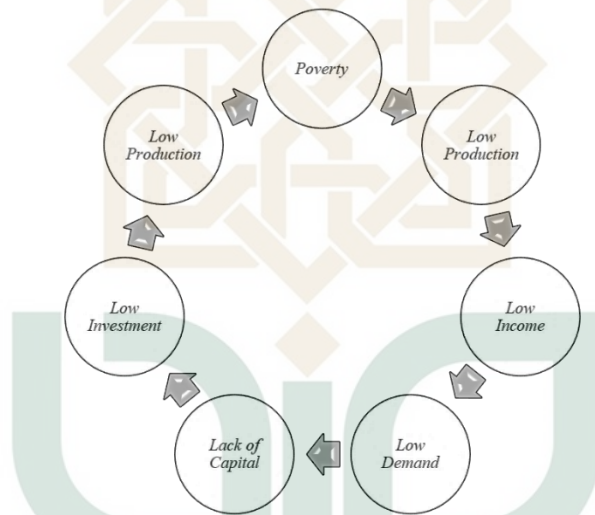 Poverty
Low
Production
Low
Income
Low
Demand
Lack of
Capital
Low
Investment
Low
Production